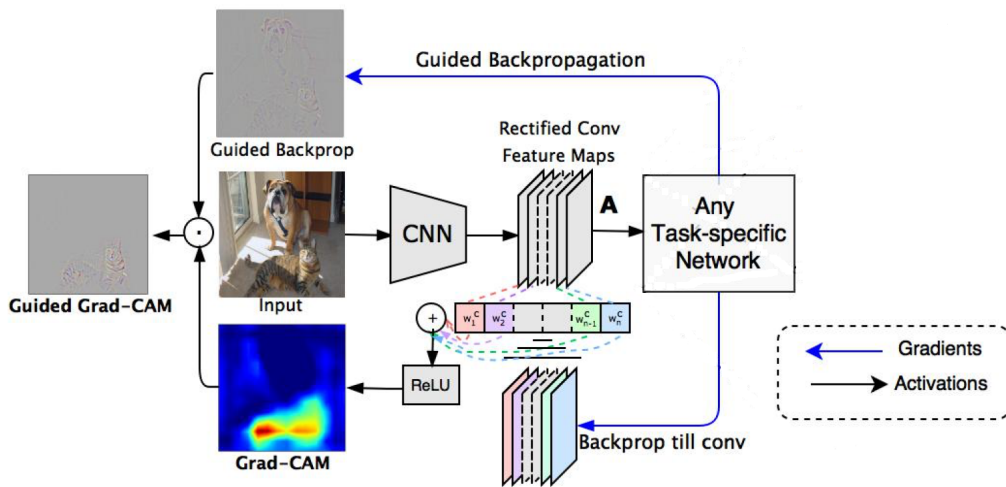 Guided Backpropagation
Guided Backprop
Rectified Conv
Feature Maps
A
Any
Task-specific
Network
CNN
Input
Guided Grad-CAM
+
w₁ᶜ w₂ᶜ wₙ₋₁ᶜ wₙᶜ
ReLU
Grad-CAM
Backprop till conv
Gradients
Activations